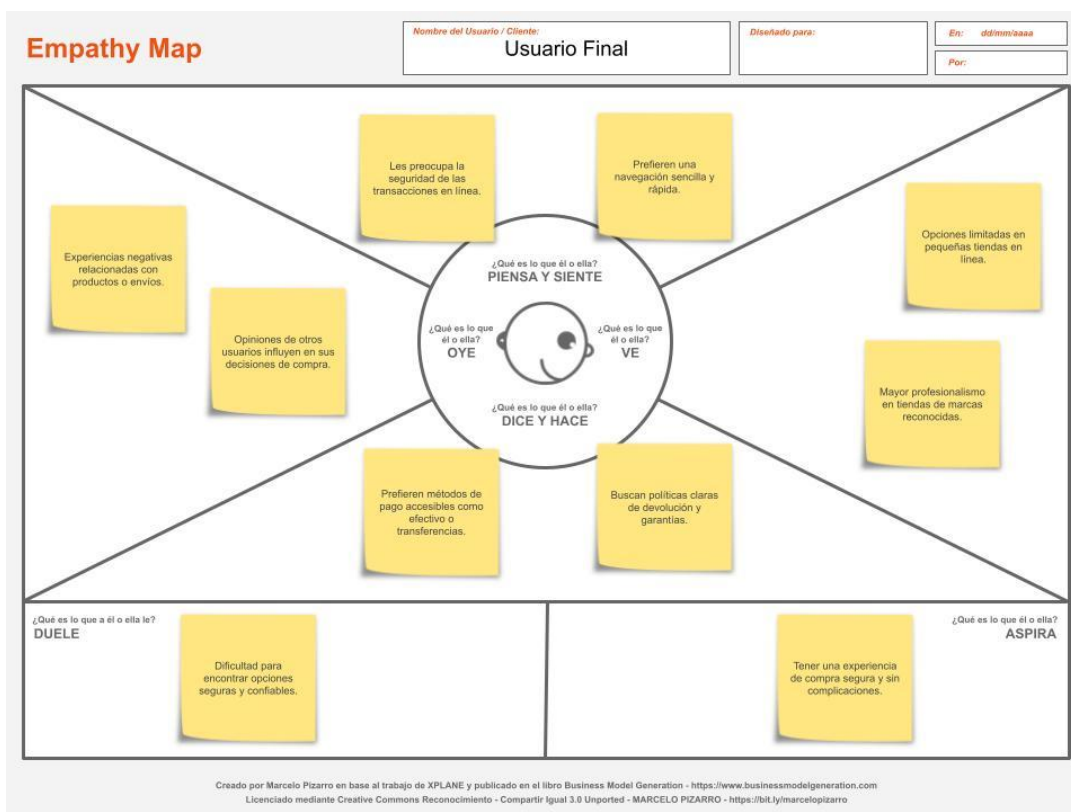 Empathy Map
Nombre del Usuario / Cliente:
Usuario Final
Diseñado para:
En: dd/mm/aaaa
Por:
Les preocupa la
seguridad de las
transacciones en línea.
Prefieren una
navegación sencilla y
rápida.
Experiencias negativas
relacionadas con
productos o envíos.
Opiniones de otros
usuarios influyen en sus
decisiones de compra.
¿Qué es lo que él o ella?
PIENSA Y SIENTE
¿Qué es lo que
él o ella?
OYE
¿Qué es lo que
él o ella?
VE
¿Qué es lo que él o ella?
DICE Y HACE
Opciones limitadas en
pequeñas tiendas en
línea.
Mayor profesionalismo
en tiendas de marcas
reconocidas.
Prefieren métodos de
pago accesibles como
efectivo o
transferencias.
Buscan políticas claras
de devolución y
garantías.
¿Qué es lo que a él o ella le?
DUELE
Dificultad para
encontrar opciones
seguras y confiables.
¿Qué es lo que él o ella?
ASPIRA
Tener una experiencia
de compra segura y sin
complicaciones.
Creado por Marcelo Pizarro en base al trabajo de XPLANE y publicado en el libro Business Model Generation - https://www.businessmodelgeneration.com
Licenciado mediante Creative Commons Reconocimiento - Compartir Igual 3.0 Unported - MARCELO PIZARRO - https://bit.ly/marcelopizarro